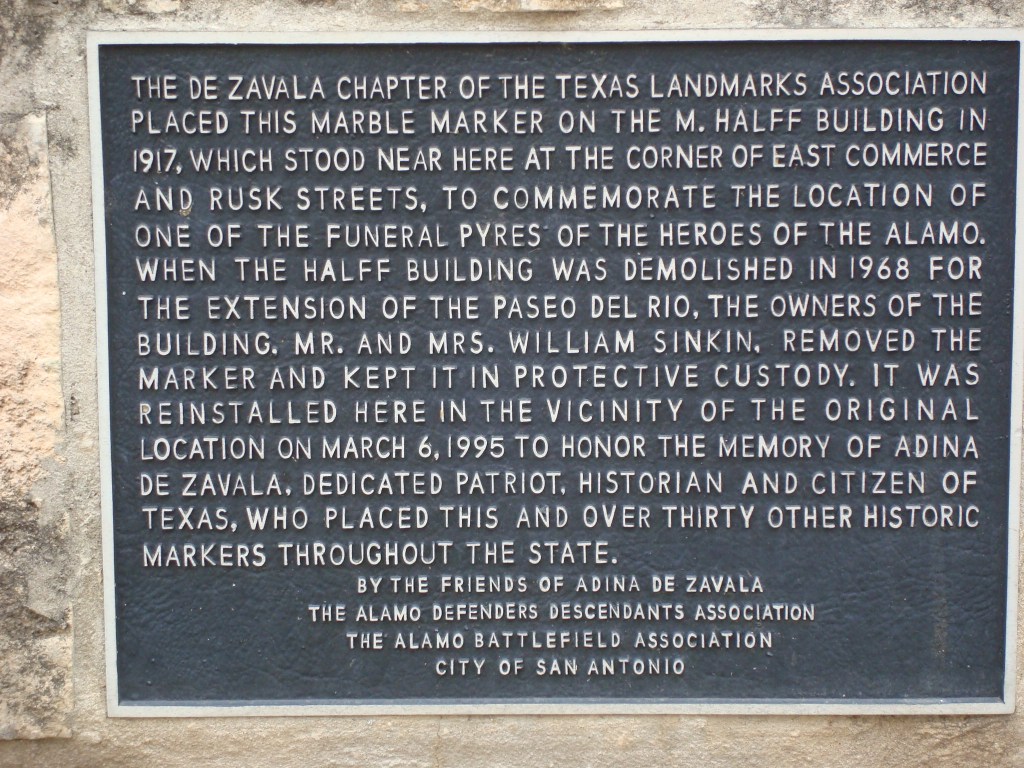 THE DE ZAVALA CHAPTER OF THE TEXAS LANDMARKS ASSOCIATION
PLACED THIS MARBLE MARKER ON THE M. HALFF BUILDING IN
1917, WHICH STOOD NEAR HERE AT THE CORNER OF EAST COMMERCE
AND RUSK STREETS, TO COMMEMORATE THE LOCATION OF
ONE OF THE FUNERAL PYRES OF THE HEROES OF THE ALAMO.
WHEN THE HALFF BUILDING WAS DEMOLISHED IN 1968 FOR
THE EXTENSION OF THE PASEO DEL RIO, THE OWNERS OF THE
BUILDING, MR. AND MRS. WILLIAM SINKIN, REMOVED THE
MARKER AND KEPT IT IN PROTECTIVE CUSTODY. IT WAS
REINSTALLED HERE IN THE VICINITY OF THE ORIGINAL
LOCATION ON MARCH 6, 1995 TO HONOR THE MEMORY OF ADINA
DE ZAVALA, DEDICATED PATRIOT, HISTORIAN AND CITIZEN OF
TEXAS, WHO PLACED THIS AND OVER THIRTY OTHER HISTORIC
MARKERS THROUGHOUT THE STATE.
BY THE FRIENDS OF ADINA DE ZAVALA
THE ALAMO DEFENDERS DESCENDANTS ASSOCIATION
THE ALAMO BATTLEFIELD ASSOCIATION
CITY OF SAN ANTONIO